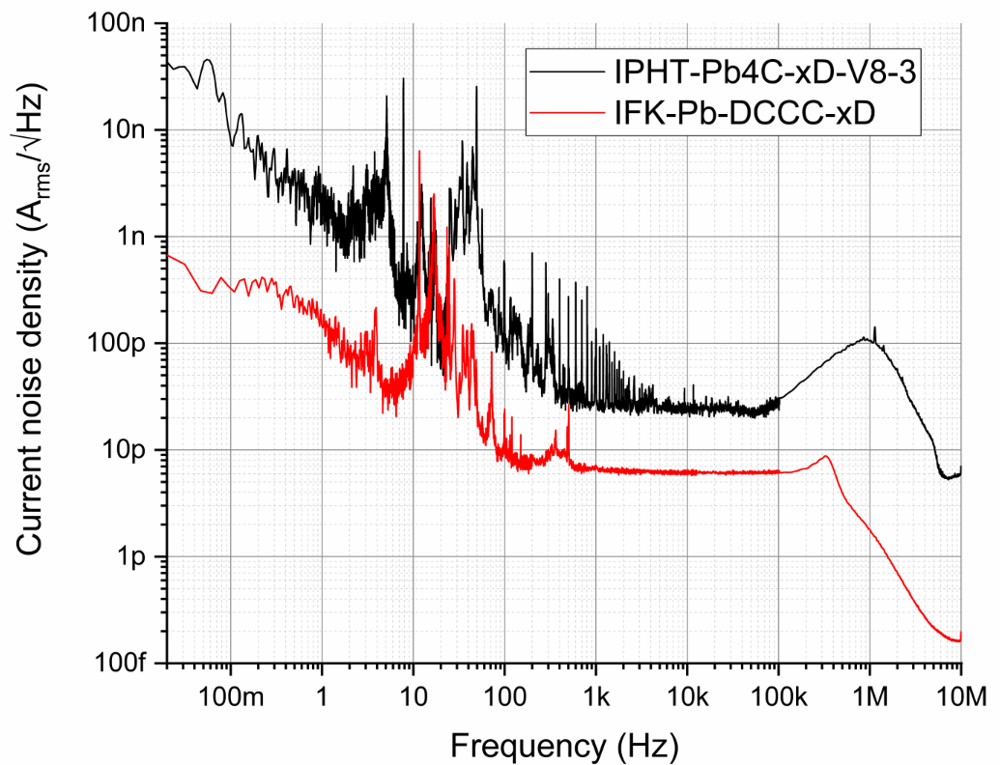 100n
10n
1n
100p
10p
1p
100f
Current noise density (Arms/√Hz)
IPHT-Pb4C-xD-V8-3
IFK-Pb-DCCC-xD
100m 1 10 100 1k 10k 100k 1M 10M
Frequency (Hz)